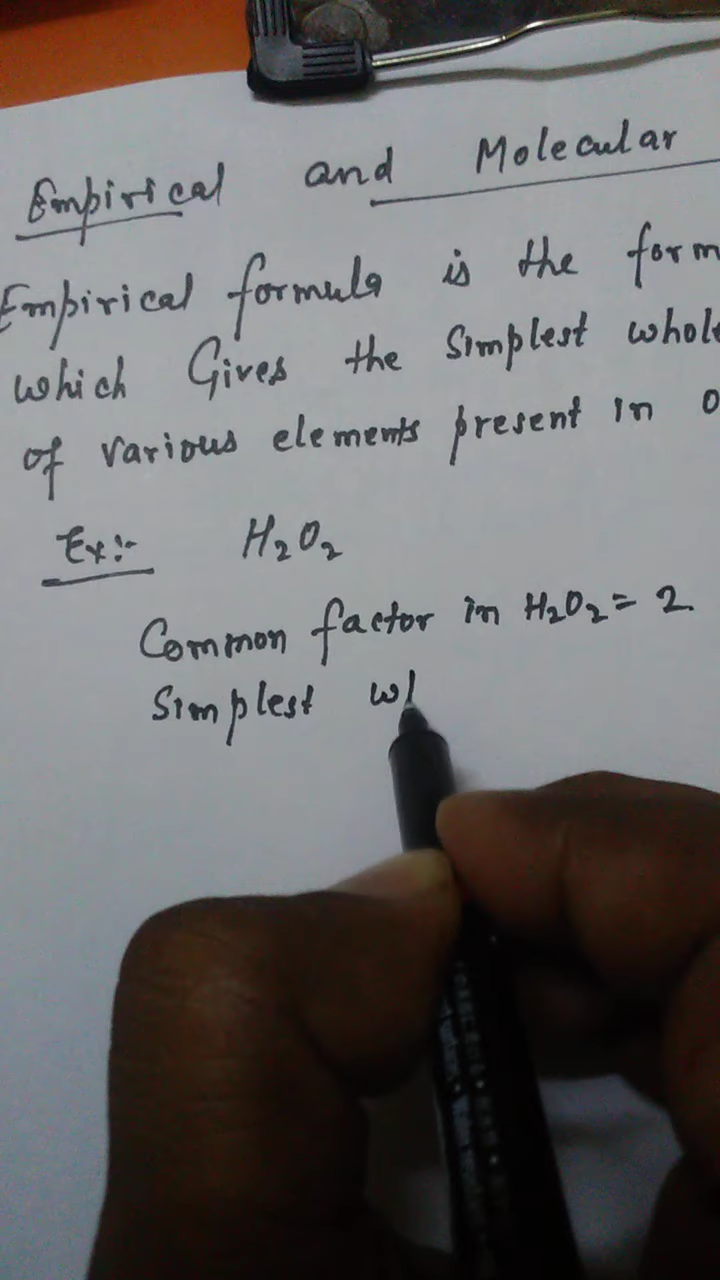 Empirical and Molecular
Empirical formula is the form
which Gives the Simplest whole
of various elements present in
Ex:- H₂O₂
Common factor in H₂O₂ = 2
Simplest wh